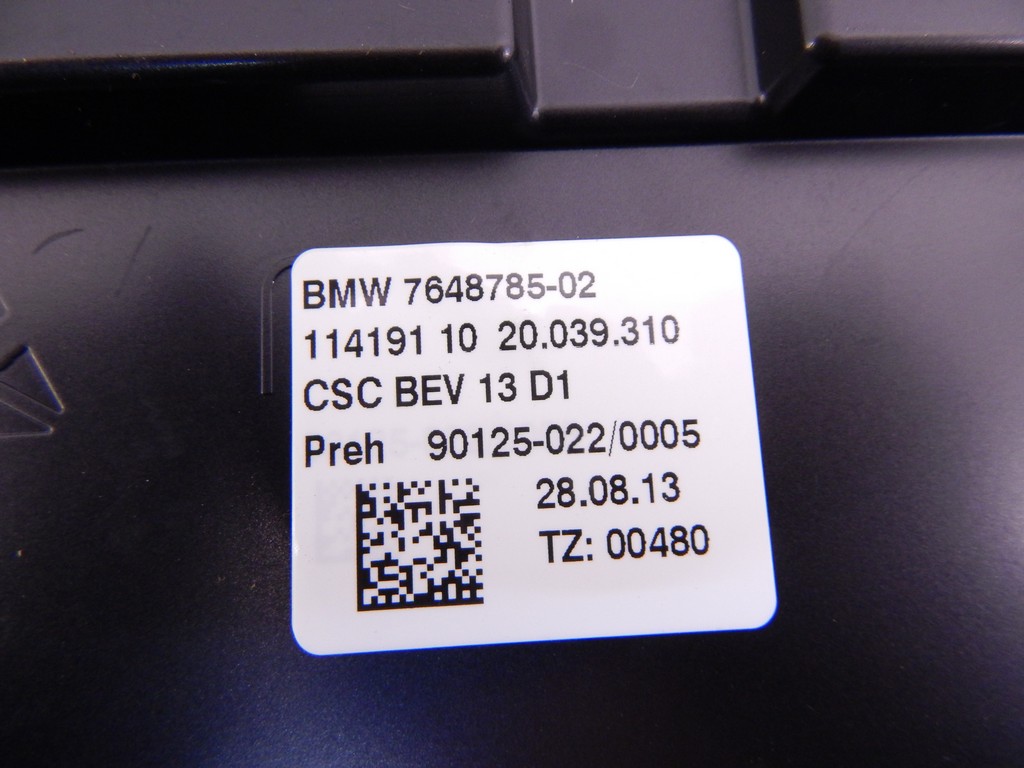 BMW 7648785-02
114191 10 20.039.310
CSC BEV 13 D1
Preh 90125-022/0005
28.08.13
TZ: 00480